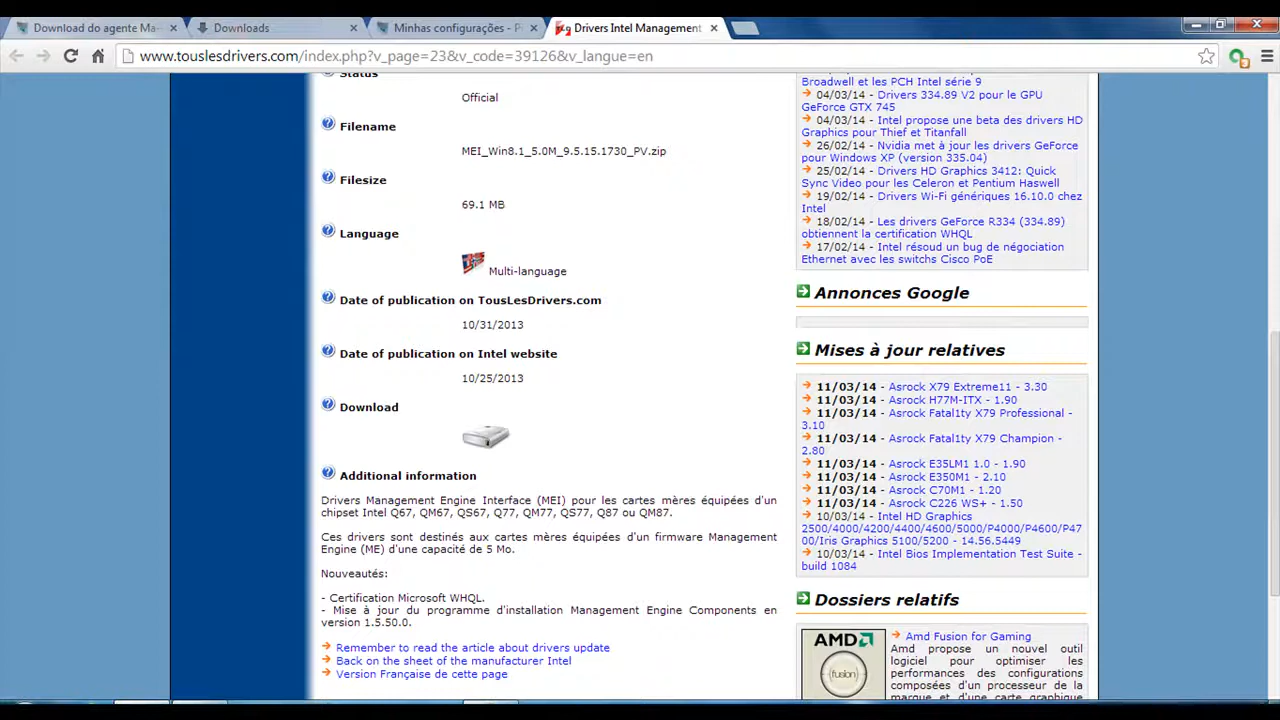 Download do agente Ma
Downloads
Minhas configurações - P
Drivers Intel Management
www.touslesdrivers.com/index.php?v_page=23&v_code=39126&v_langue=en
Status
Official
Filename
MEI_Win8.1_5.0M_9.5.15.1730_PV.zip
Filesize
69.1 MB
Language
Multi-language
Date of publication on TousLesDrivers.com
10/31/2013
Date of publication on Intel website
10/25/2013
Download
Additional information
Drivers Management Engine Interface (MEI) pour les cartes mères équipées d'un
chipset Intel Q67, QM67, QS67, Q77, QM77, QS77, Q87 ou QM87.
Ces drivers sont destinés aux cartes mères équipées d'un firmware Management
Engine (ME) d'une capacité de 5 Mo.
Nouveautés:
- Certification Microsoft WHQL.
- Mise à jour du programme d'installation Management Engine Components en
version 1.5.50.0.
Remember to read the article about drivers update
Back on the sheet of the manufacturer Intel
Version Française de cette page
Broadwell et les PCH Intel série 9
04/03/14 - Drivers 334.89 V2 pour le GPU
GeForce GTX 745
04/03/14 - Intel propose une beta des drivers HD
Graphics pour Thief et Titanfall
26/02/14 - Nvidia met à jour les drivers GeForce
pour Windows XP (version 335.04)
25/02/14 - Drivers HD Graphics 3412: Quick
Sync Video pour les Celeron et Pentium Haswell
19/02/14 - Drivers Wi-Fi génériques 16.10.0 chez
Intel
18/02/14 - Les drivers GeForce R334 (334.89)
obtiennent la certification WHQL
17/02/14 - Intel résoud un bug de négociation
Ethernet avec les switchs Cisco PoE
Annonces Google
Mises à jour relatives
11/03/14 - Asrock X79 Extreme11 - 3.30
11/03/14 - Asrock H77M-ITX - 1.90
11/03/14 - Asrock Fatal1ty X79 Professional -
3.10
11/03/14 - Asrock Fatal1ty X79 Champion -
2.80
11/03/14 - Asrock E35LM1 1.0 - 1.90
11/03/14 - Asrock E350M1 - 2.10
11/03/14 - Asrock C70M1 - 1.20
11/03/14 - Asrock C226 WS+ - 1.50
10/03/14 - Intel HD Graphics
2500/4000/4200/4400/4600/5000/P4000/P4600/P47
00/Iris Graphics 5100/5200 - 14.56.5449
10/03/14 - Intel Bios Implementation Test Suite -
build 1084
Dossiers relatifs
AMD
fusion
Amd Fusion for Gaming
Amd propose un nouvel outil
logiciel pour optimiser les
performances des configurations
composées d'un processeur de la
marque et d'une carte graphique